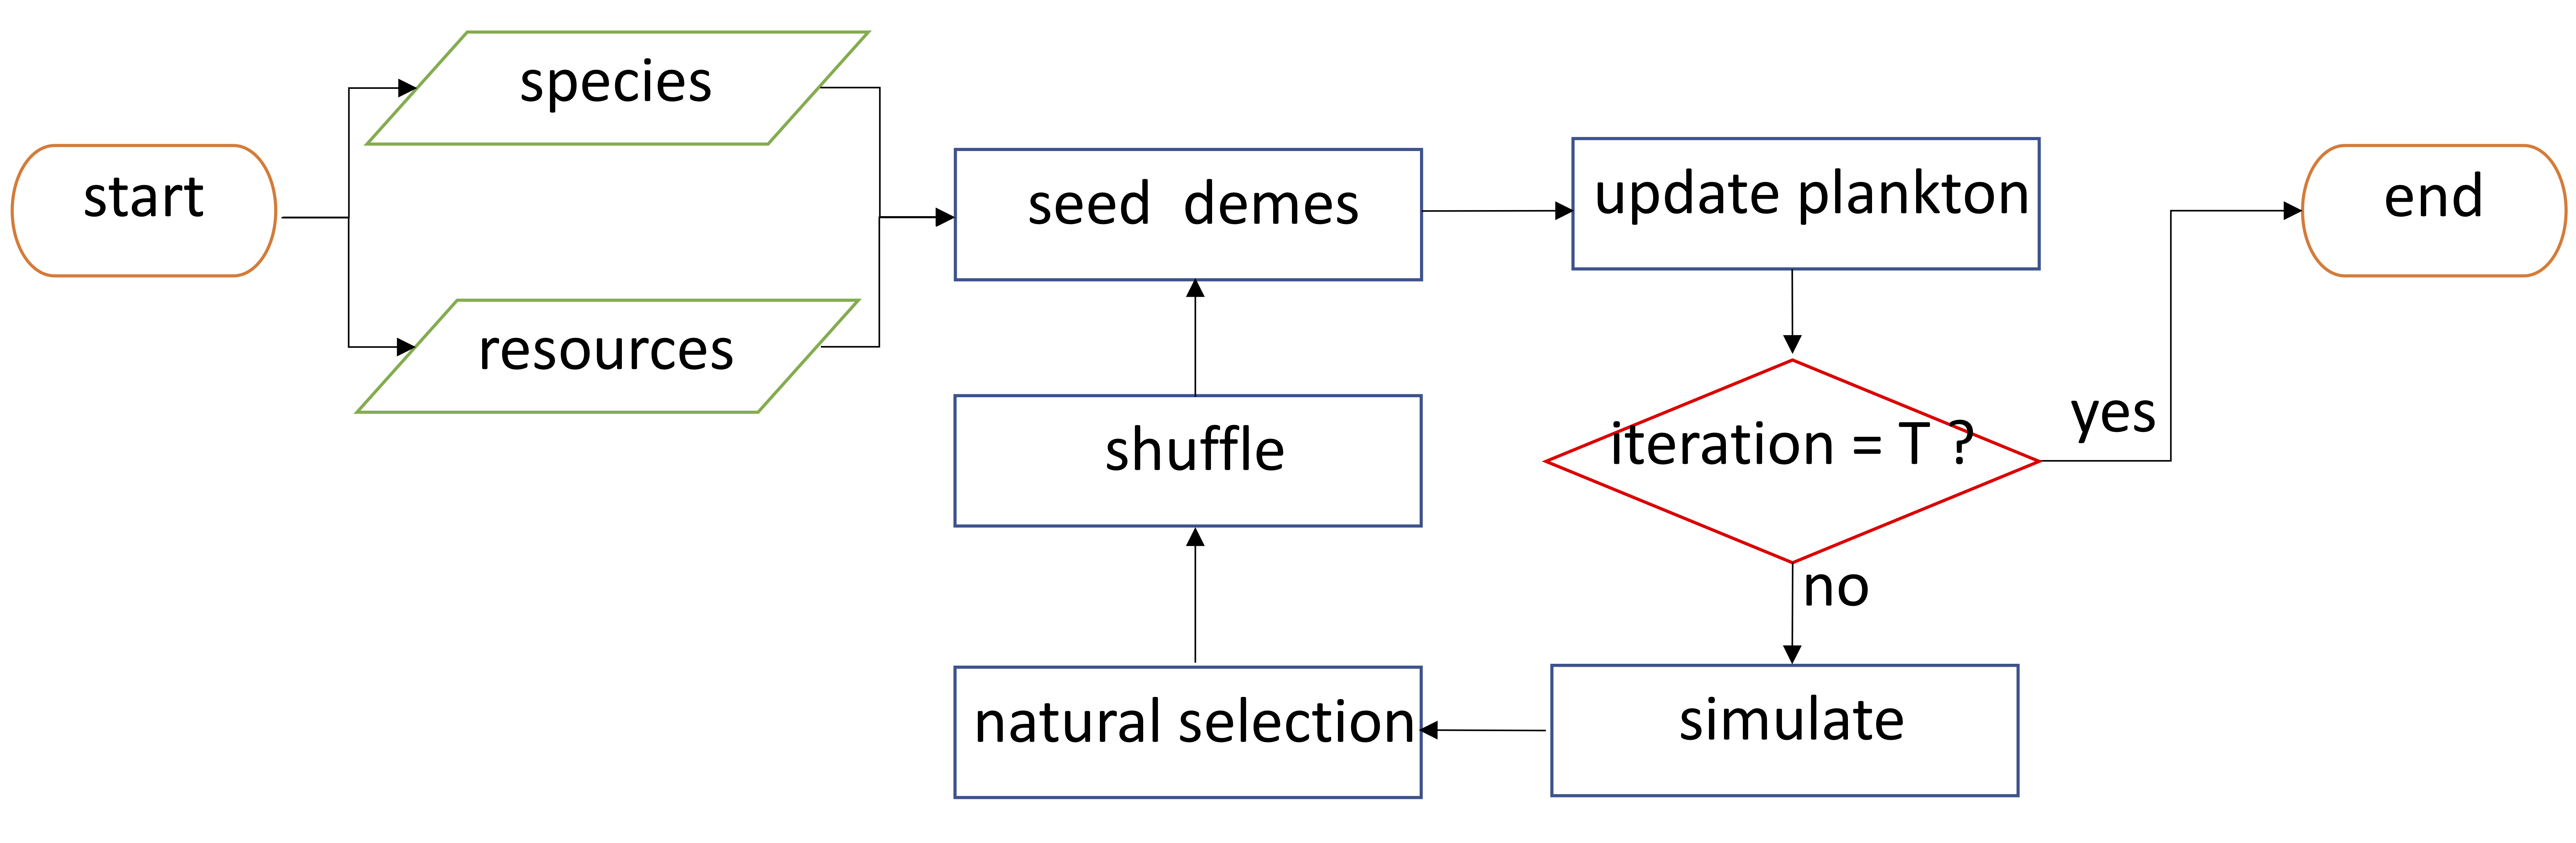 species
start
seed  demes
update plankton
end
resources
shuffle
iteration = T ?
yes
no
natural selection
simulate